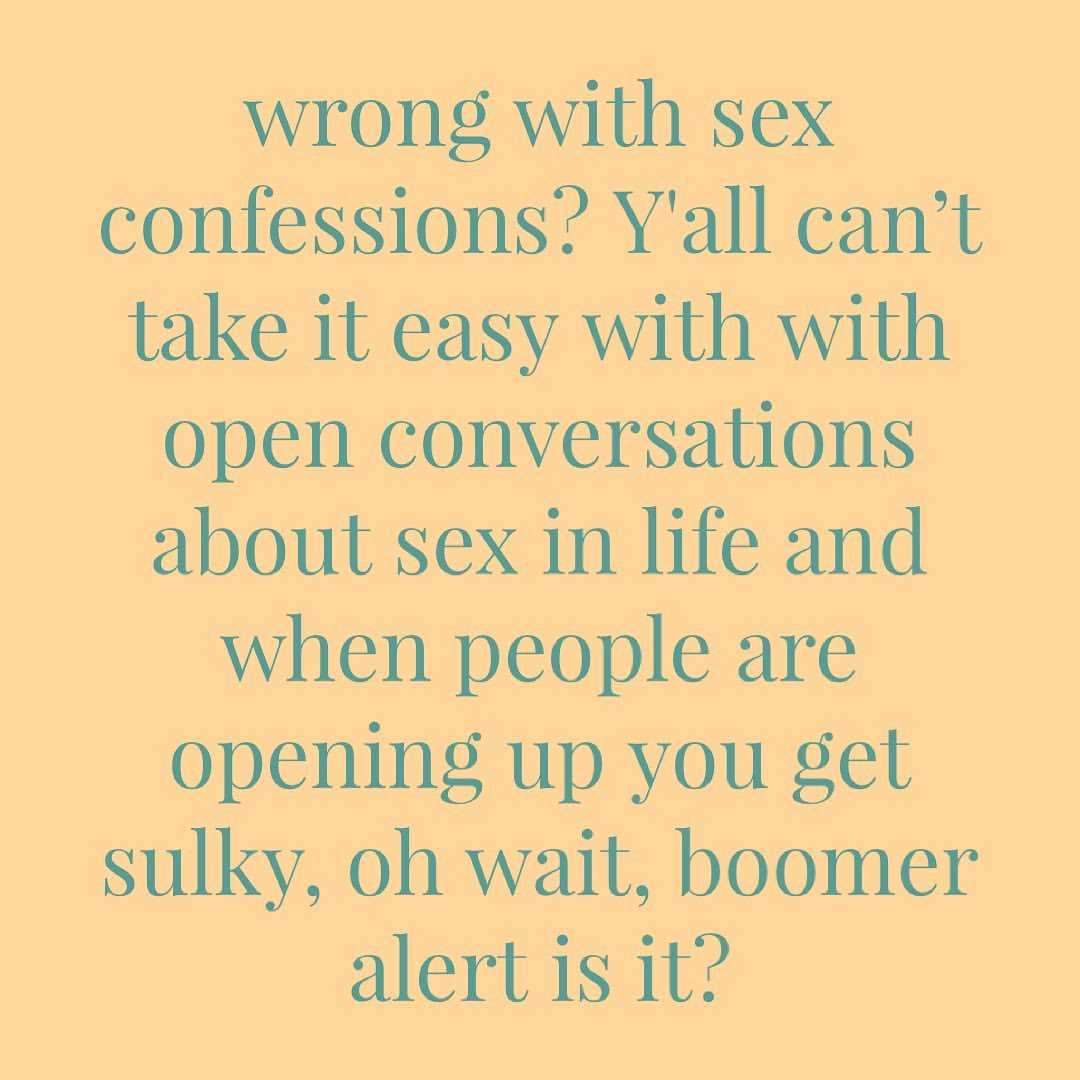 wrong with sex
confessions? Y'all can’t
take it easy with with
open conversations
about sex in life and
when people are
opening up you get
sulky, oh wait, boomer
alert is it?